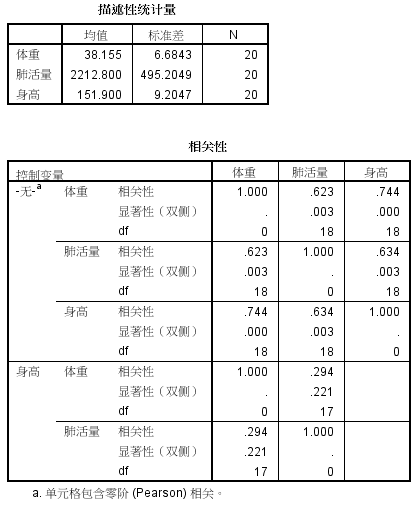 描述性统计量
均值 标准差 N
体重 38.155 6.6843 20
肺活量 2212.800 495.2049 20
身高 151.900 9.2047 20
相关性
控制变量 体重 肺活量 身高
-无-a 体重 相关性 1.000 .623 .744
显著性（双侧） . .003 .000
df 0 18 18
肺活量 相关性 .623 1.000 .634
显著性（双侧） .003 . .003
df 18 0 18
身高 相关性 .744 .634 1.000
显著性（双侧） .000 .003 .
df 18 18 0
身高 体重 相关性 1.000 .294
显著性（双侧） . .221
df 0 17
肺活量 相关性 .294 1.000
显著性（双侧） .221 .
df 17 0
a. 单元格包含零阶 (Pearson) 相关。